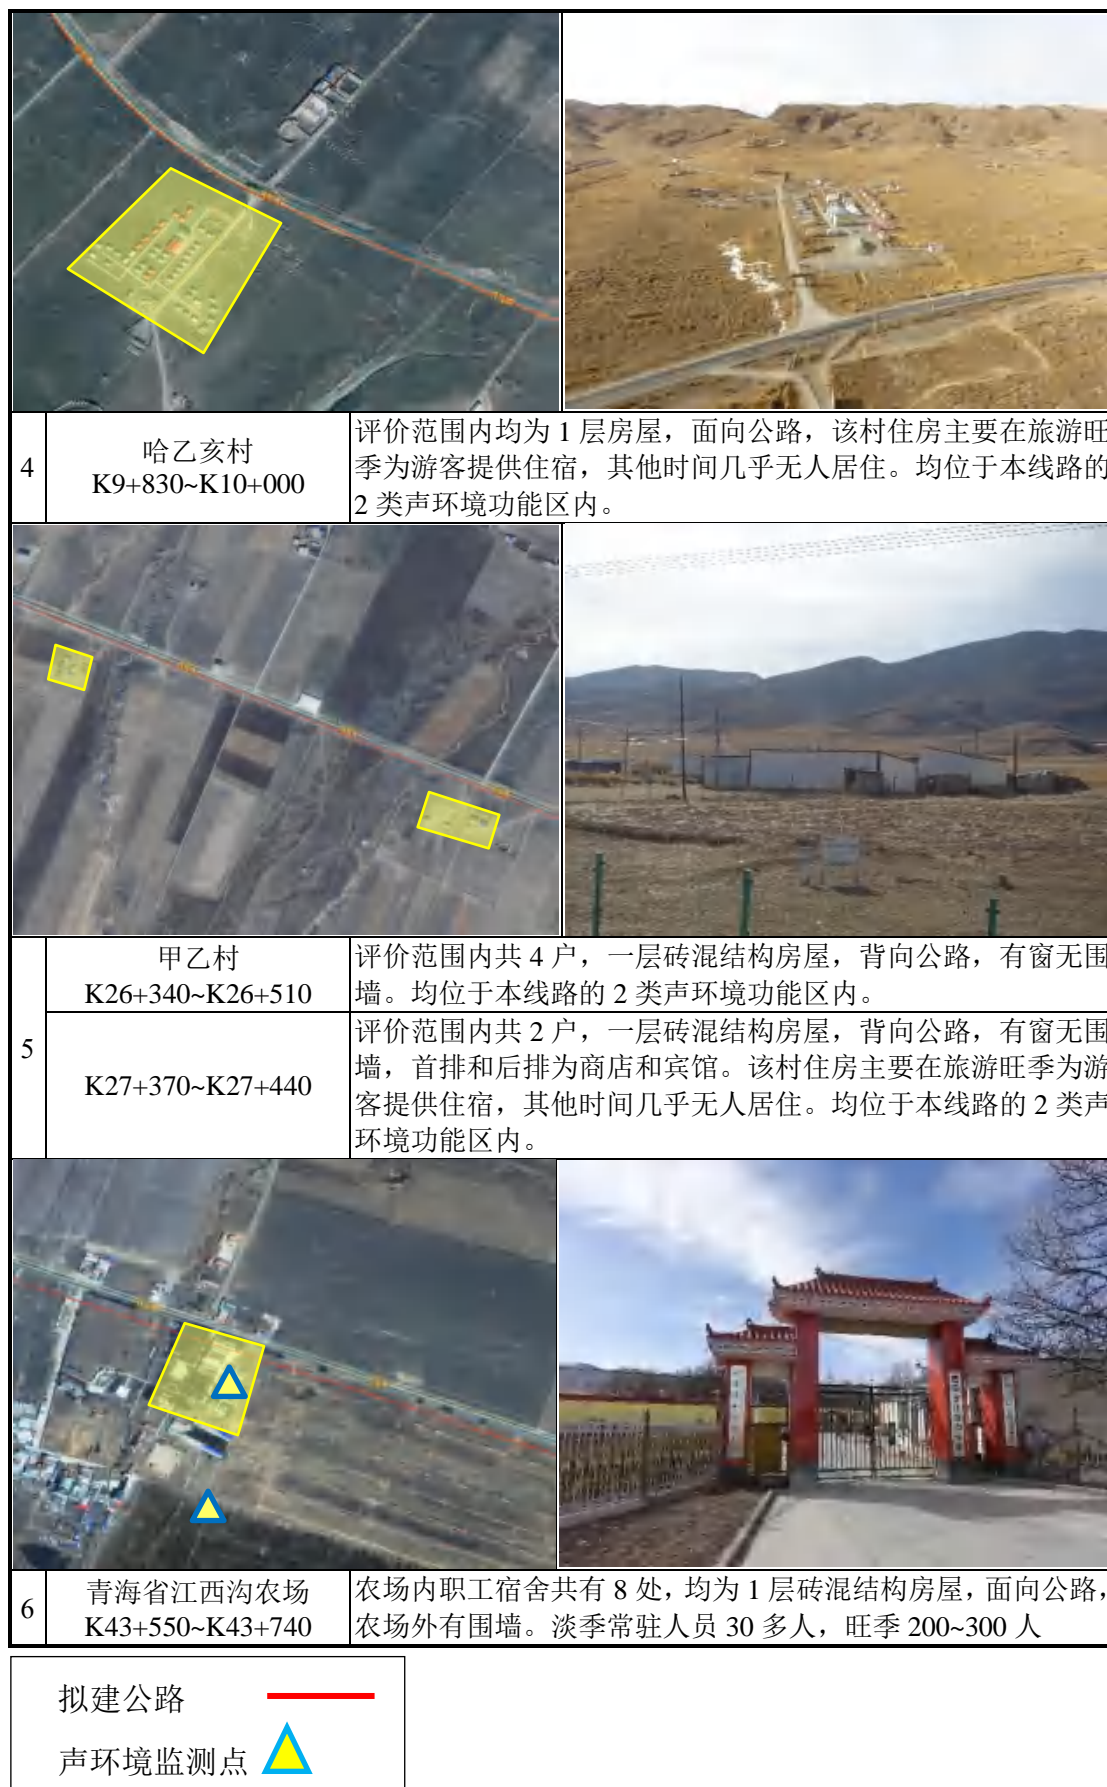 4
哈乙亥村
K9+830~K10+000
评价范围内均为 1 层房屋，面向公路，该村住房主要在旅游旺
季为游客提供住宿，其他时间几乎无人居住。均位于本线路的
2 类声环境功能区内。
5
甲乙村
K26+340~K26+510
评价范围内共 4 户，一层砖混结构房屋，背向公路，有窗无围
墙。均位于本线路的 2 类声环境功能区内。
K27+370~K27+440
评价范围内共 2 户，一层砖混结构房屋，背向公路，有窗无围
墙，首排和后排为商店和宾馆。该村住房主要在旅游旺季为游
客提供住宿，其他时间几乎无人居住。均位于本线路的 2 类声
环境功能区内。
6
青海省江西沟农场
K43+550~K43+740
农场内职工宿舍共有 8 处，均为 1 层砖混结构房屋，面向公路，
农场外有围墙。淡季常驻人员 30 多人，旺季 200~300 人
拟建公路
声环境监测点